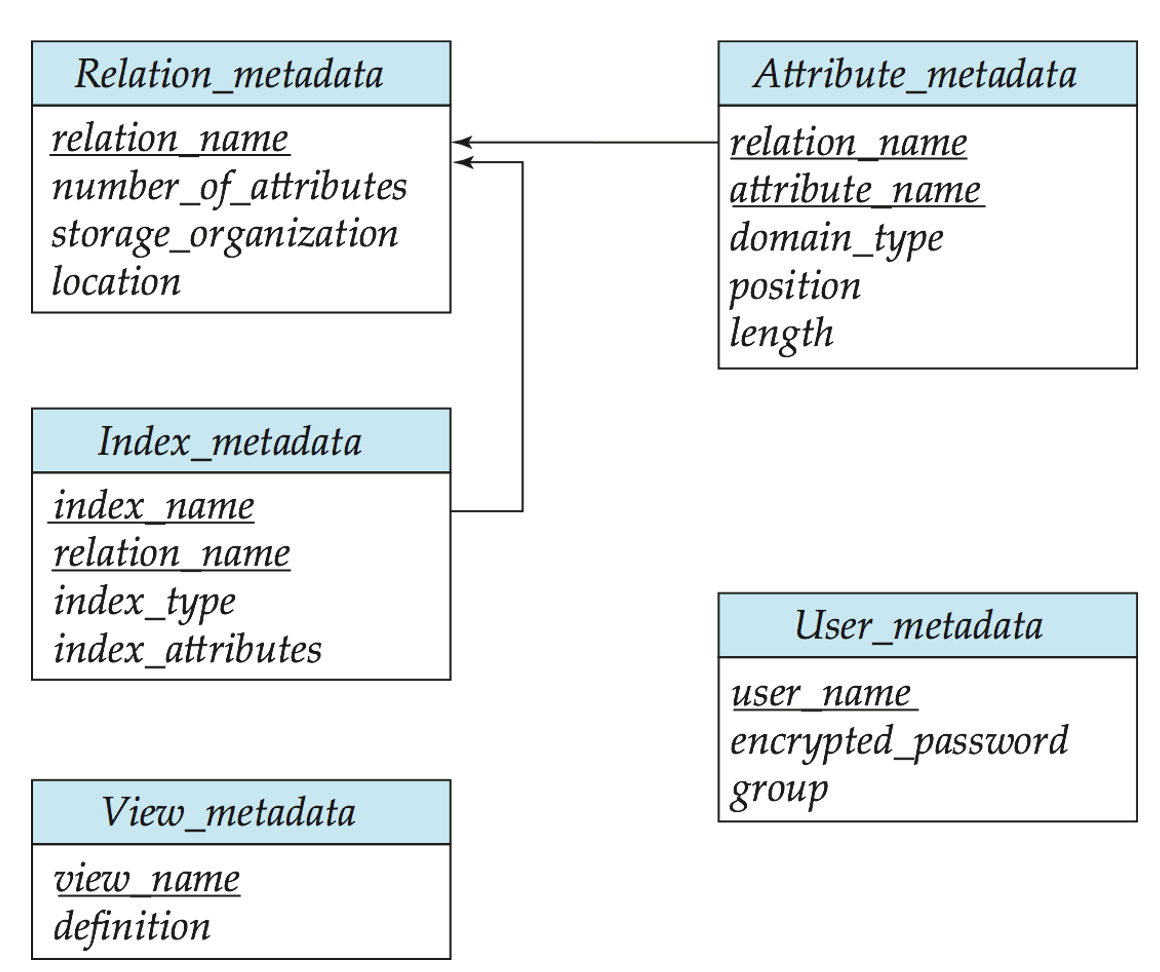 Relation_metadata
relation_name
number_of_attributes
storage_organization
location
Attribute_metadata
relation_name
attribute_name
domain_type
position
length
Index_metadata
index_name
relation_name
index_type
index_attributes
User_metadata
user_name
encrypted_password
group
View_metadata
view_name
definition